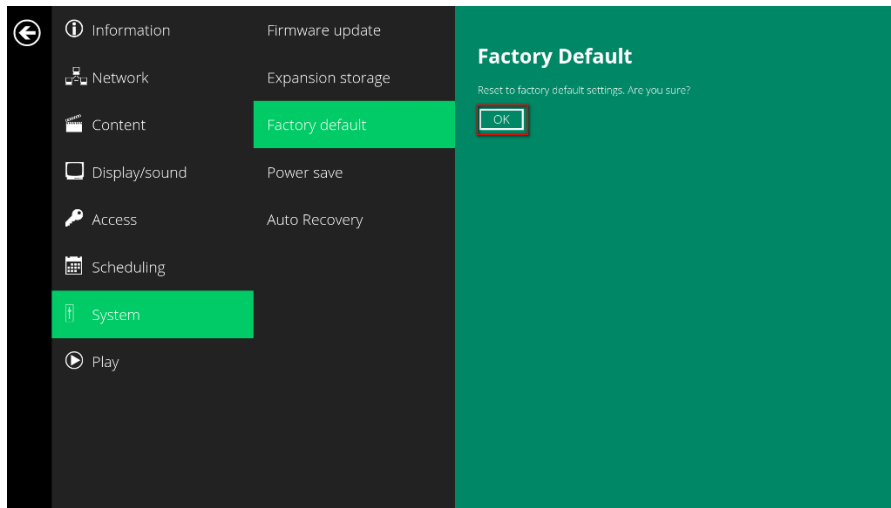 Information
Network
Content
Display/sound
Access
Scheduling
System
Play
Firmware update
Expansion storage
Factory default
Power save
Auto Recovery
Factory Default
Reset to factory default settings. Are you sure?
OK